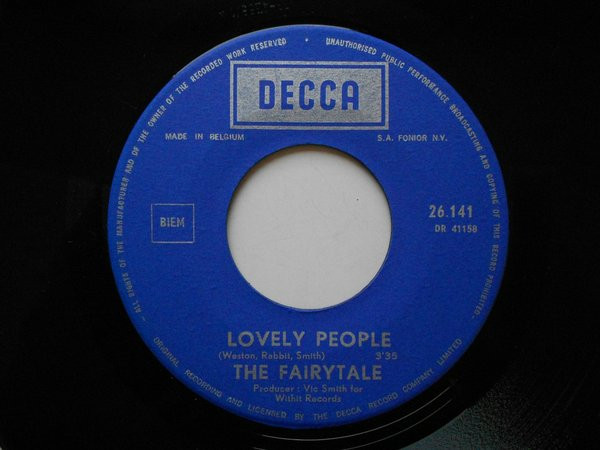 ALL RIGHTS OF THE MANUFACTURER AND OF THE OWNER OF THE RECORDED WORK RESERVED • UNAUTHORISED PUBLIC PERFORMANCE BROADCASTING AND COPYING OF THIS RECORD PROHIBITED
DECCA
MADE IN BELGIUM
S.A. FONIOR N.V.
BIEM
26.141
DR 41158
LOVELY PEOPLE
(Weston, Rabbit, Smith) 3'35
THE FAIRYTALE
Producer : Vic Smith for
Withit Records
ORIGINAL RECORDING AND LICENSED BY THE DECCA RECORD COMPANY LIMITED